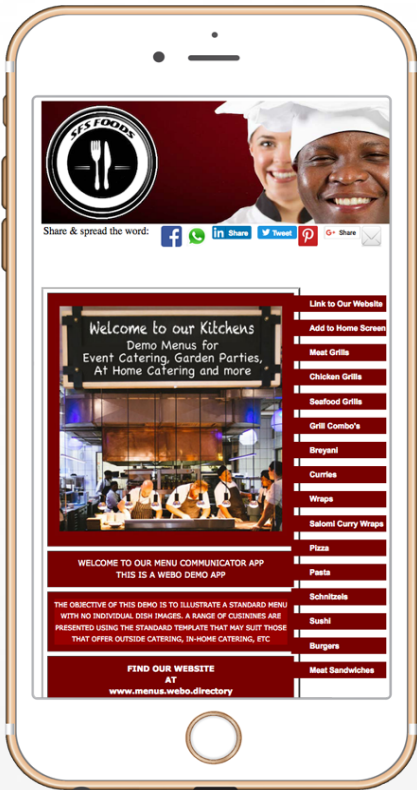 SFS FOODS
Share & spread the word:
in Share
Tweet
G+ Share
Welcome to our Kitchens
Demo Menus for
Event Catering, Garden Parties,
At Home Catering and more
Link to Our Website
Add to Home Screen
Meat Grills
Chicken Grills
Seafood Grills
Grill Combo's
Breyani
Curries
Wraps
Salomi Curry Wraps
Pizza
Pasta
Schnitzels
Sushi
Burgers
Meat Sandwiches
WELCOME TO OUR MENU COMMUNICATOR APP
THIS IS A WEBO DEMO APP
THE OBJECTIVE OF THIS DEMO IS TO ILLUSTRATE A STANDARD MENU
WITH NO INDIVIDUAL DISH IMAGES. A RANGE OF CUISININES ARE
PRESENTED USING THE STANDARD TEMPLATE THAT MAY SUIT THOSE
THAT OFFER OUTSIDE CATERING, IN-HOME CATERING, ETC
FIND OUR WEBSITE
AT
www.menus.webo.directory